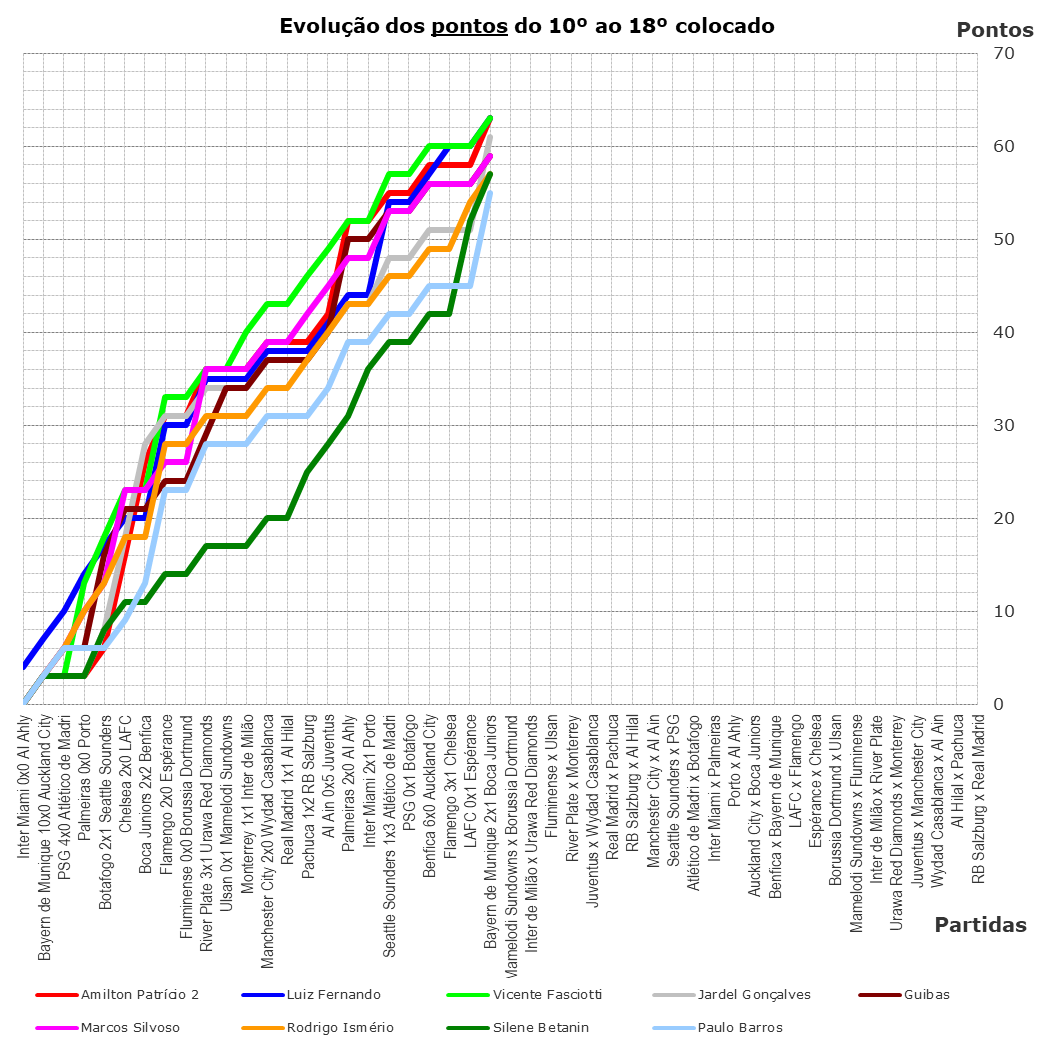 Evolução dos pontos do 10º ao 18º colocado
Pontos
70
60
50
40
30
20
10
0
Inter Miami 0x0 Al Ahly
Bayern de Munique 10x0 Auckland City
PSG 4x0 Atlético de Madri
Palmeiras 0x0 Porto
Botafogo 2x1 Seattle Sounders
Chelsea 2x0 LAFC
Boca Juniors 2x2 Benfica
Flamengo 2x0 Espérance
Fluminense 0x0 Borussia Dortmund
River Plate 3x1 Urawa Red Diamonds
Ulsan 0x1 Mamelodi Sundowns
Monterrey 1x1 Inter de Milão
Manchester City 2x0 Wydad Casablanca
Real Madrid 1x1 Al Hilal
Pachuca 1x2 RB Salzburg
Al Ain 0x5 Juventus
Palmeiras 2x0 Al Ahly
Inter Miami 2x1 Porto
Seattle Sounders 1x3 Atlético de Madri
PSG 0x1 Botafogo
Benfica 6x0 Auckland City
Flamengo 3x1 Chelsea
LAFC 0x1 Espérance
Bayern de Munique 2x1 Boca Juniors
Mamelodi Sundowns x Borussia Dortmund
Inter de Milão x Urawa Red Diamonds
Fluminense x Ulsan
River Plate x Monterrey
Juventus x Wydad Casablanca
Real Madrid x Pachuca
RB Salzburg x Al Hilal
Manchester City x Al Ain
Seattle Sounders x PSG
Atlético de Madri x Botafogo
Inter Miami x Palmeiras
Porto x Al Ahly
Auckland City x Boca Juniors
Benfica x Bayern de Munique
LAFC x Flamengo
Espérance x Chelsea
Borussia Dortmund x Ulsan
Mamelodi Sundowns x Fluminense
Inter de Milão x River Plate
Urawa Red Diamonds x Monterrey
Juventus x Manchester City
Wydad Casablanca x Al Ain
Al Hilal x Pachuca
RB Salzburg x Real Madrid
Partidas
Amilton Patrício 2
Luiz Fernando
Vicente Fasciotti
Jardel Gonçalves
Guibas
Marcos Silvoso
Rodrigo Ismério
Silene Betanin
Paulo Barros